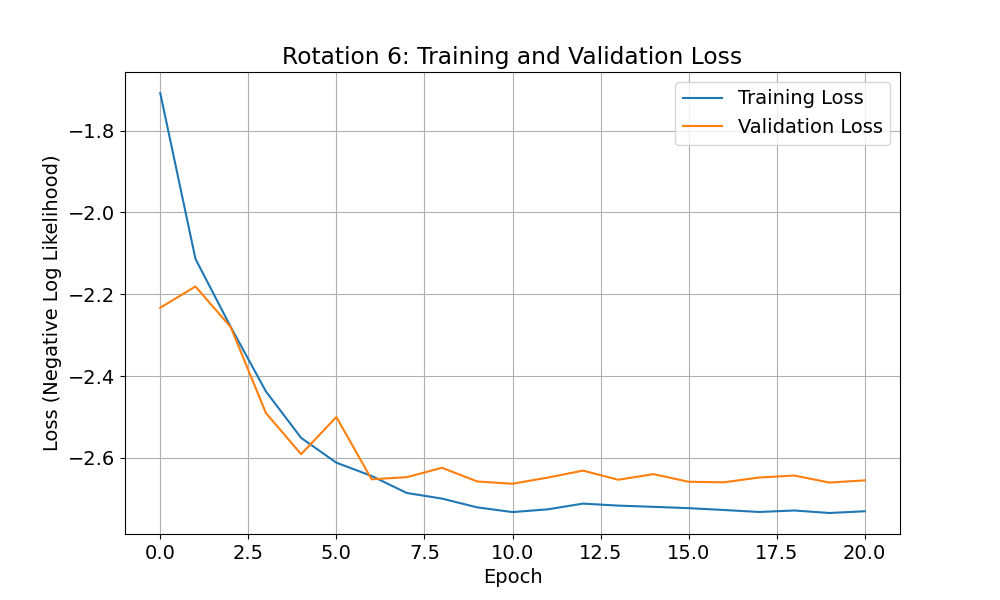 Rotation 6: Training and Validation Loss
Training Loss
Validation Loss
Loss (Negative Log Likelihood)
−1.8
−2.0
−2.2
−2.4
−2.6
0.0 2.5 5.0 7.5 10.0 12.5 15.0 17.5 20.0
Epoch